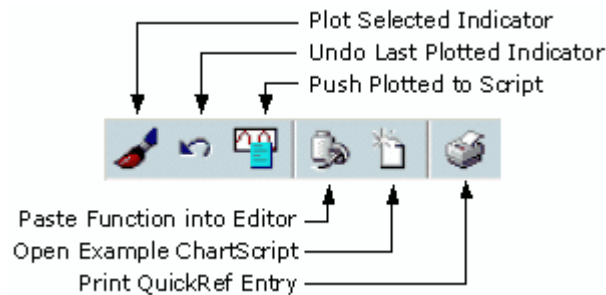 Plot Selected Indicator
Undo Last Plotted Indicator
Push Plotted to Script
Paste Function into Editor
Open Example ChartScript
Print QuickRef Entry